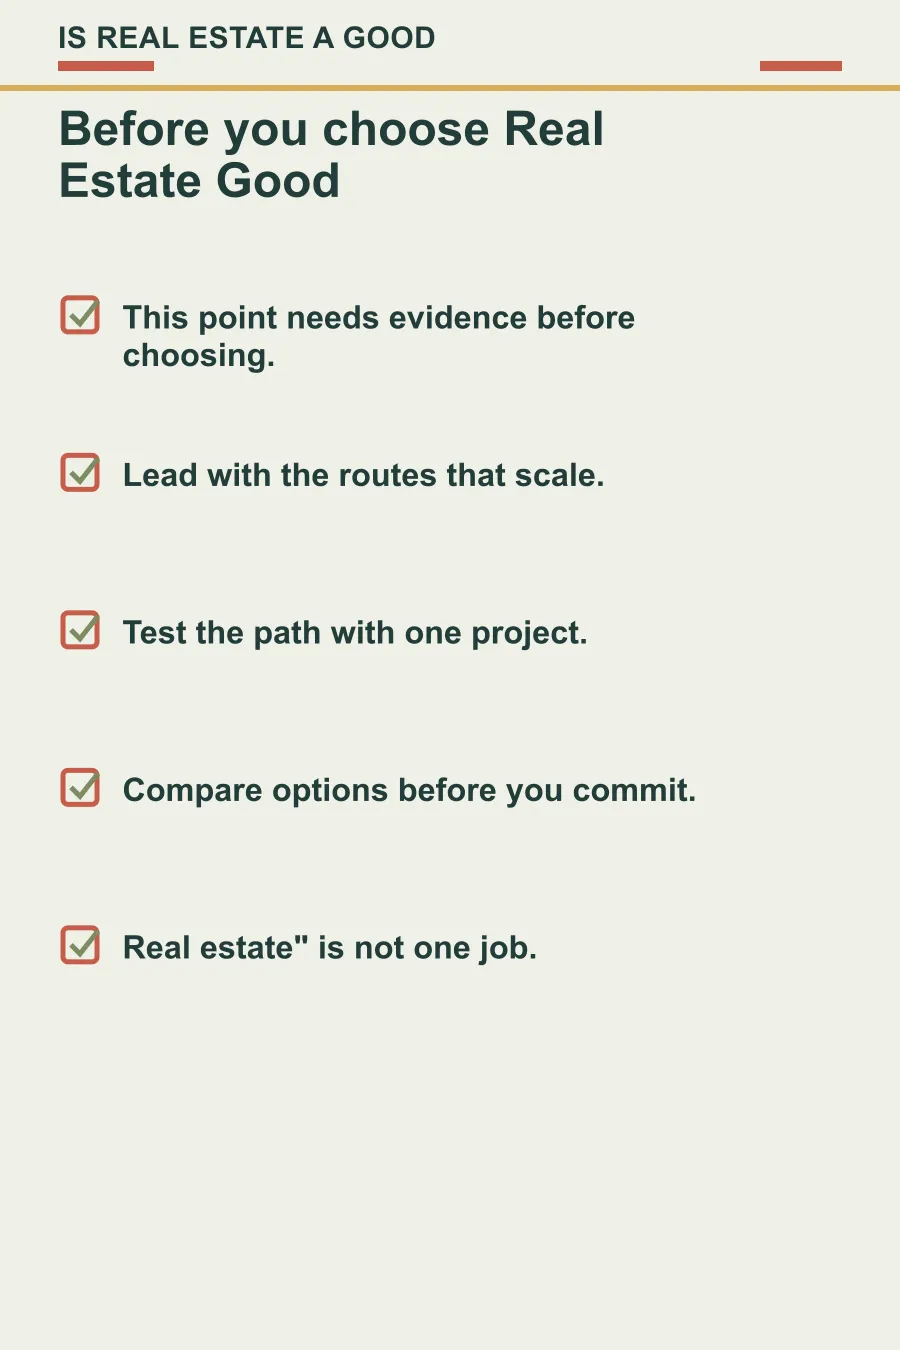 IS REAL ESTATE A GOOD
Before you choose Real
Estate Good
This point needs evidence before
choosing.
Lead with the routes that scale.
Test the path with one project.
Compare options before you commit.
Real estate" is not one job.